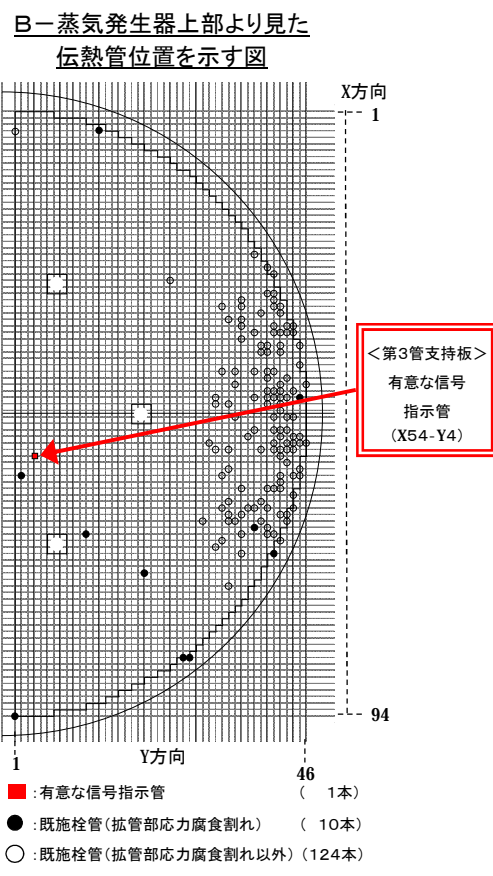 B－蒸気発生器上部より見た
伝熱管位置を示す図
X方向
1
＜第3管支持板＞
有意な信号
指示管
（X54-Y4）
94
1
Y方向
46
：有意な信号指示管　（　1本）
：既施栓管（拡管部応力腐食割れ）　（　10本）
：既施栓管（拡管部応力腐食割れ以外）（124本）